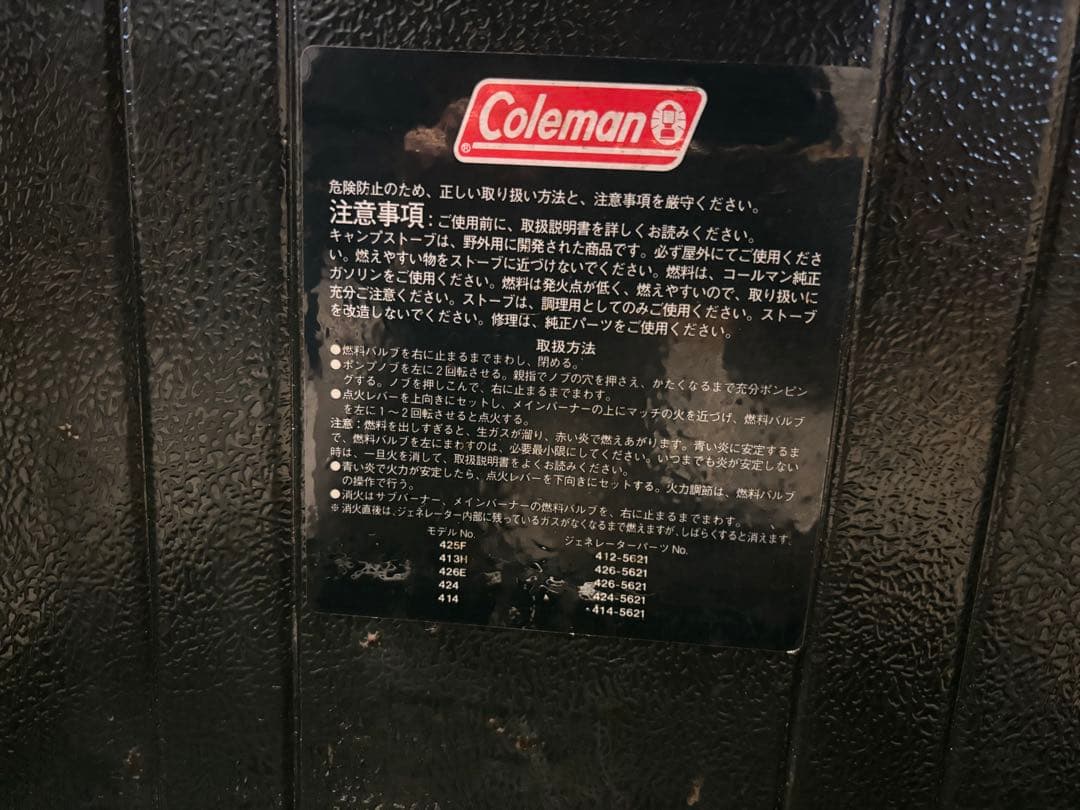 Coleman
®
危険防止のため、正しい取り扱い方法と、注意事項を厳守ください。
注意事項：ご使用前に、取扱説明書を詳しくお読みください。
キャンプストーブは、野外用に開発された商品です。必ず屋外にてご使用くださ
い。燃えやすい物をストーブに近づけないでください。燃料は、コールマン純正
ガソリンをご使用ください。燃料は発火点が低く、燃えやすいので、取り扱いに
充分ご注意ください。ストーブは、調理用としてのみご使用ください。ストーブ
を改造しないでください。修理は、純正パーツをご使用ください。
取扱方法
●燃料バルブを右に止まるまでまわし、閉める。
●ポンプノブを左に2回転させる。親指でノブの穴を押さえ、かたくなるまで充分ポンピン
グする。ノブを押しこんで、右に止まるまでまわす。
●点火レバーを上向きにセットし、メインバーナーの上にマッチの火を近づけ、燃料バルブ
を左に1〜2回転させると点火する。
注意：燃料を出しすぎると、生ガスが溜り、赤い炎で燃えあがります。青い炎に安定するま
で、燃料バルブを左にまわすのは、必要最小限にしてください。いつまでも炎が安定しない
時は、一旦火を消して、取扱説明書をよくお読みください。
●青い炎で火力が安定したら、点火レバーを下向きにセットする。火力調節は、燃料バルブ
の操作で行う。
●消火はサブバーナー、メインバーナーの燃料バルブを、右に止まるまでまわす。
※消火直後は、ジェネレーター内部に残っているガスがなくなるまで燃えますが、しばらくすると消えます。
モデルNo. ジェネレーターパーツNo.
425F 412-5621
413H 426-5621
426E 426-5621
424 424-5621
414 414-5621